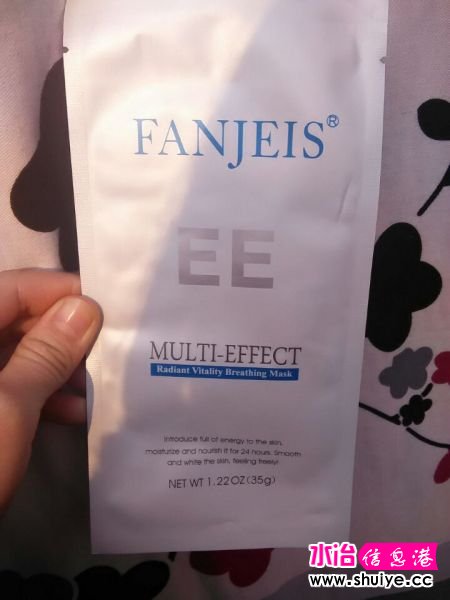 FANJEIS®
EE
MULTI-EFFECT
Radiant Vitality Breathing Mask
Introduce full of energy to the skin,
moisturize and nourish it for 24 hours. Smooth
and white the skin, feeling freely!
NET WT 1.22OZ(35g)
水冶信息港
www.shuiye.cc